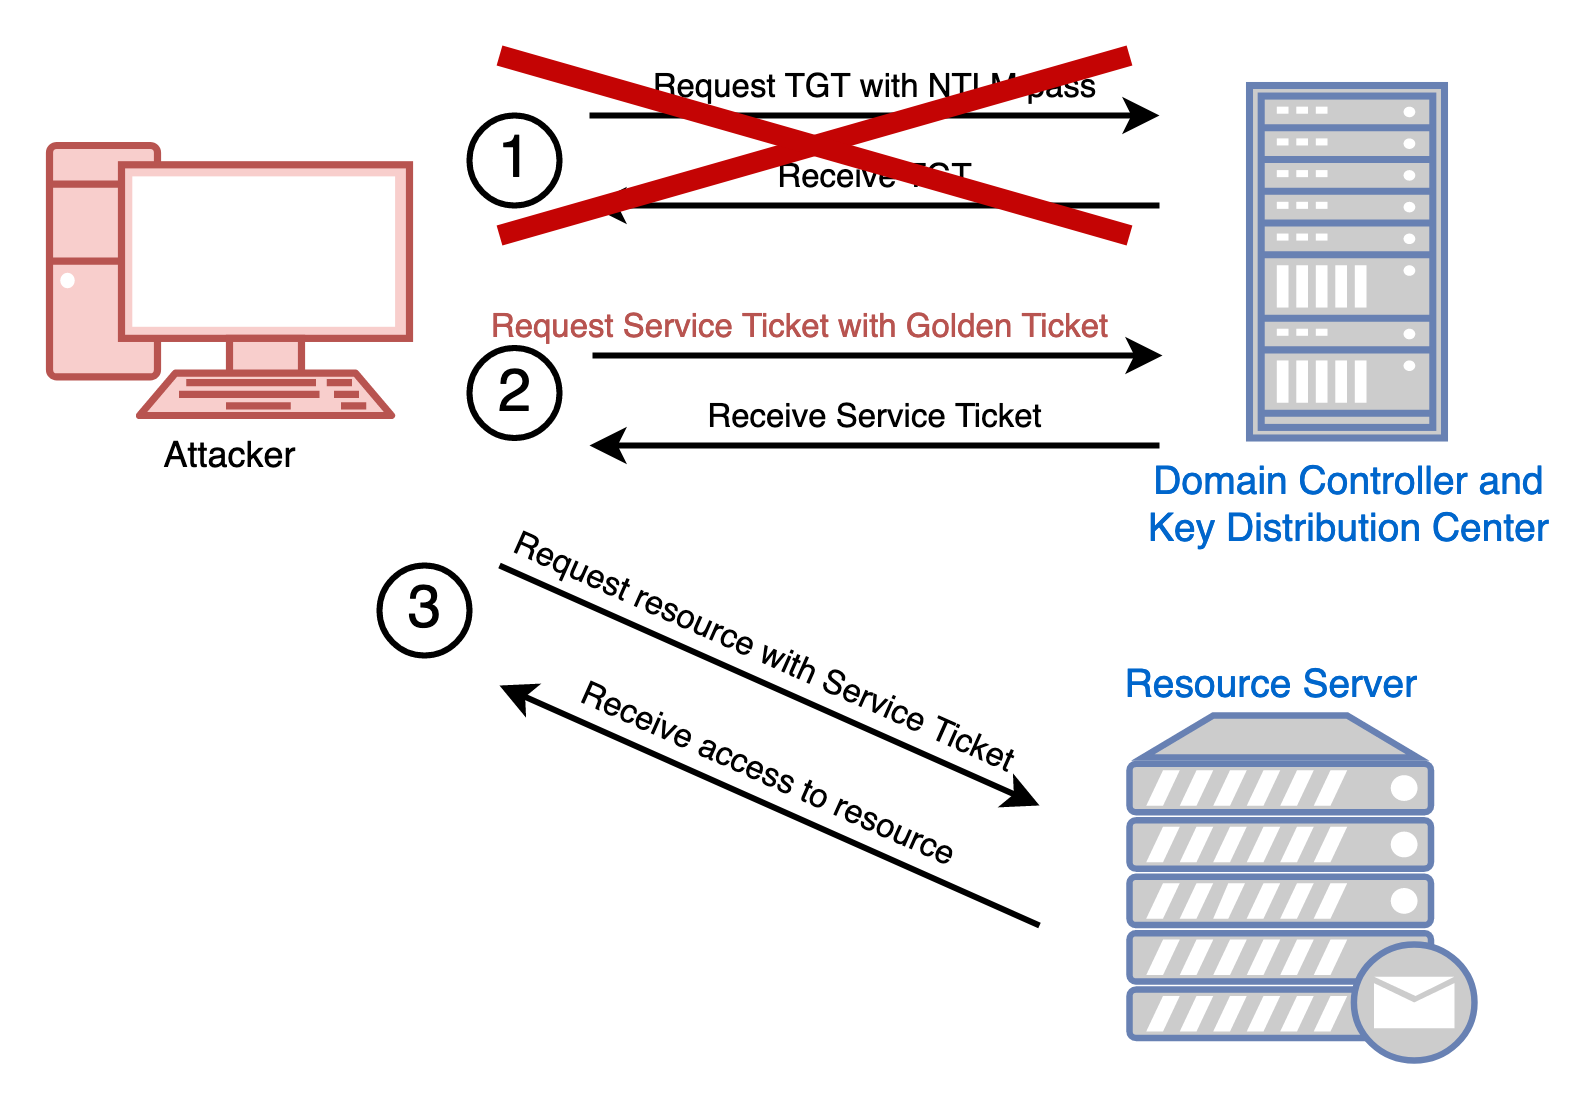 Request TGT with NTLM pass
1
Receive TGT
Request Service Ticket with Golden Ticket
2
Receive Service Ticket
Attacker
Domain Controller and
Key Distribution Center
3
Request resource with Service Ticket
Receive access to resource
Resource Server